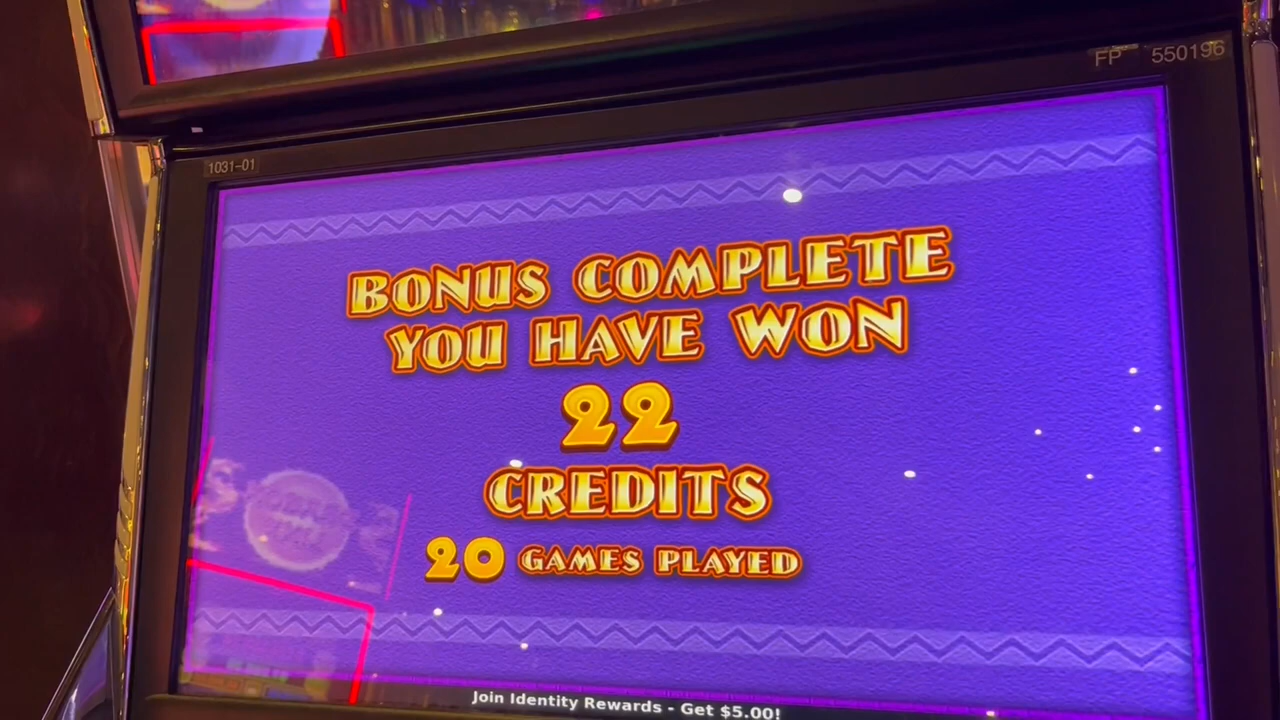 FP 550196
1031-01
BONUS COMPLETE
YOU HAVE WON
22
CREDITS
20 GAMES PLAYED
Join Identity Rewards - Get $5.00!